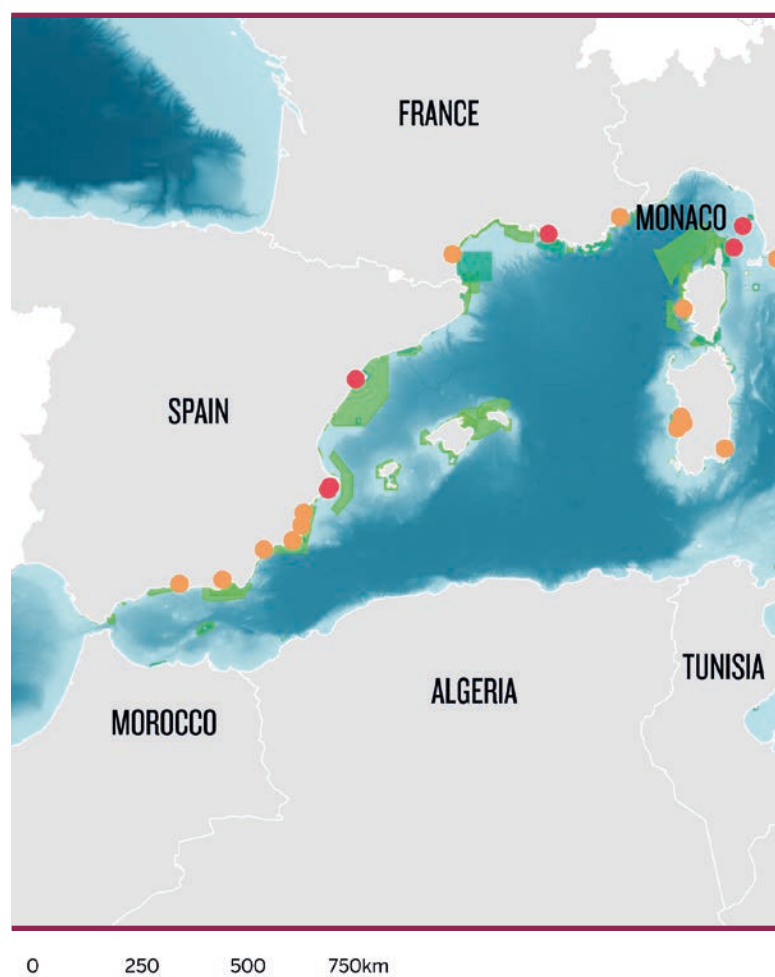 FRANCE
MONACO
SPAIN
TUNISIA
ALGERIA
MOROCCO
0 250 500 750km